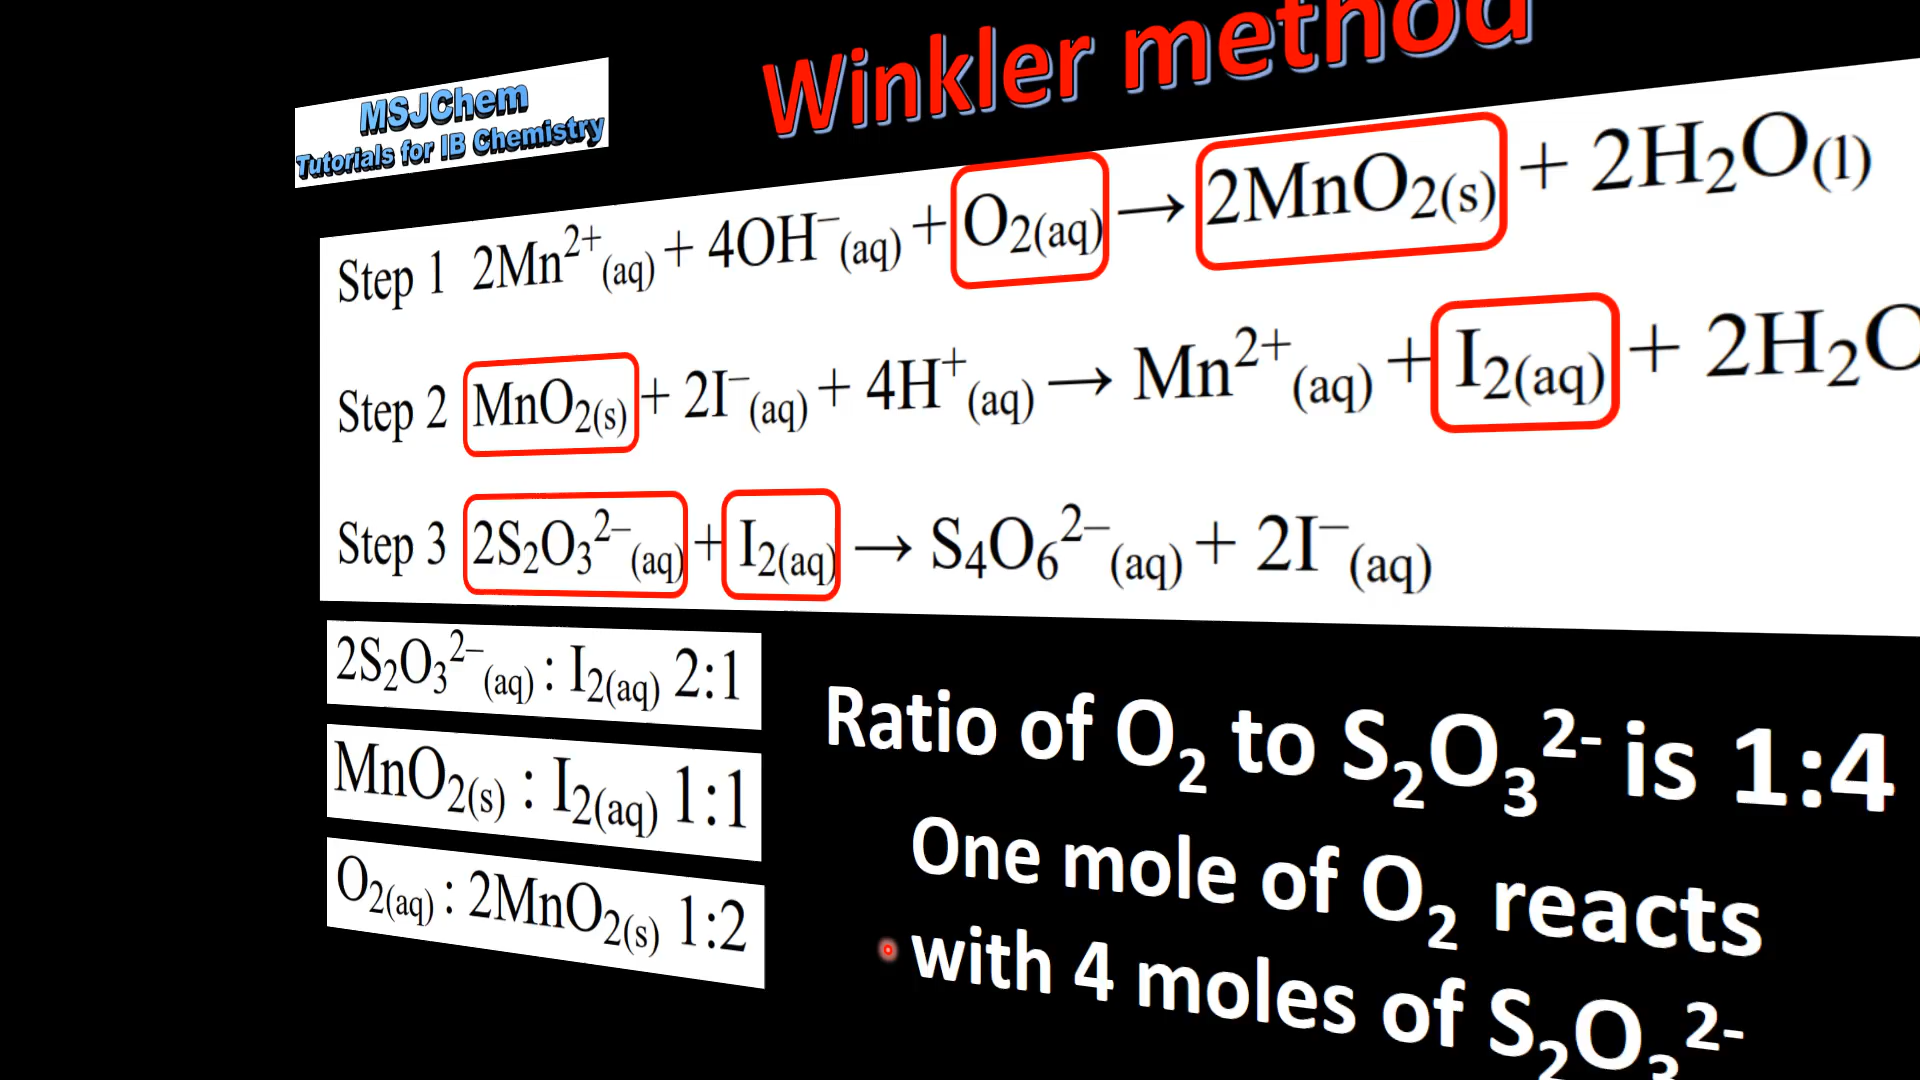 MSJChem
Tutorials for IB Chemistry
Winkler method
Step 1 2Mn²⁺(aq) + 4OH⁻(aq) + O₂(aq) → 2MnO₂(s) + 2H₂O(l)
Step 2 MnO₂(s) + 2I⁻(aq) + 4H⁺(aq) → Mn²⁺(aq) + I₂(aq) + 2H₂O
Step 3 2S₂O₃²⁻(aq) + I₂(aq) → S₄O₆²⁻(aq) + 2I⁻(aq)
2S₂O₃²⁻(aq) : I₂(aq) 2:1
MnO₂(s) : I₂(aq) 1:1
O₂(aq) : 2MnO₂(s) 1:2
Ratio of O₂ to S₂O₃²⁻ is 1:4
One mole of O₂ reacts
with 4 moles of S₂O₃²⁻